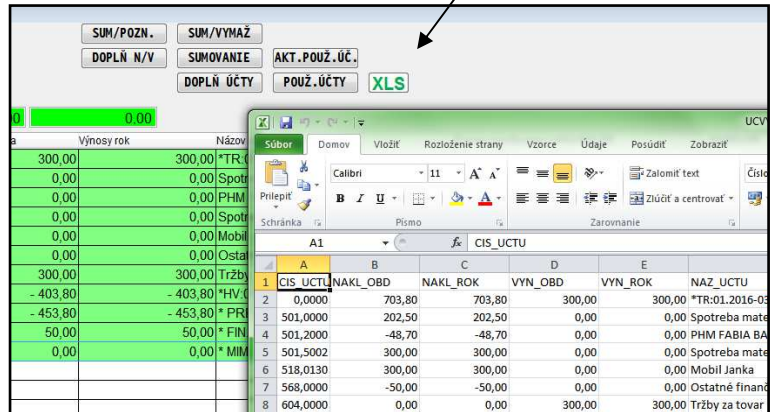 SUM/POZN. SUM/VYMAŽ
DOPLŇ N/V SUMOVANIE AKT.POUŽ.ÚČ.
DOPLŇ ÚČTY POUŽ.ÚČTY XLS
0 0,00
a Výnosy rok Názov
300,00 300,00 *TR:0
0,00 0,00 Spotr
0,00 0,00 PHM
0,00 0,00 Spotr
0,00 0,00 Mobil
0,00 0,00 Ostat
300,00 300,00 Tržby
- 403,80 - 403,80 *HV:0
- 453,80 - 453,80 * PRE
50,00 50,00 * FIN
0,00 0,00 * MIM
UCVY
Súbor Domov Vložiť Rozloženie strany Vzorce Údaje Posúdiť Zobraziť
Calibri 11 A A Zalomiť text Číslo
Prilepiť B I U A Zlúčiť a centrovať
Schránka Písmo Zarovnanie
A1 fx CIS_UCTU
A B C D E
1 CIS_UCTU NAKL_OBD NAKL_ROK VYN_OBD VYN_ROK NAZ_UCTU
2 0,0000 703,80 703,80 300,00 300,00 *TR:01.2016-03
3 501,0000 202,50 202,50 0,00 0,00 Spotreba mate
4 501,2000 -48,70 -48,70 0,00 0,00 PHM FABIA BA
5 501,5002 300,00 300,00 0,00 0,00 Spotreba mate
6 518,0130 300,00 300,00 0,00 0,00 Mobil Janka
7 568,0000 -50,00 -50,00 0,00 0,00 Ostatné finanč
8 604,0000 0,00 0,00 300,00 300,00 Tržby za tovar